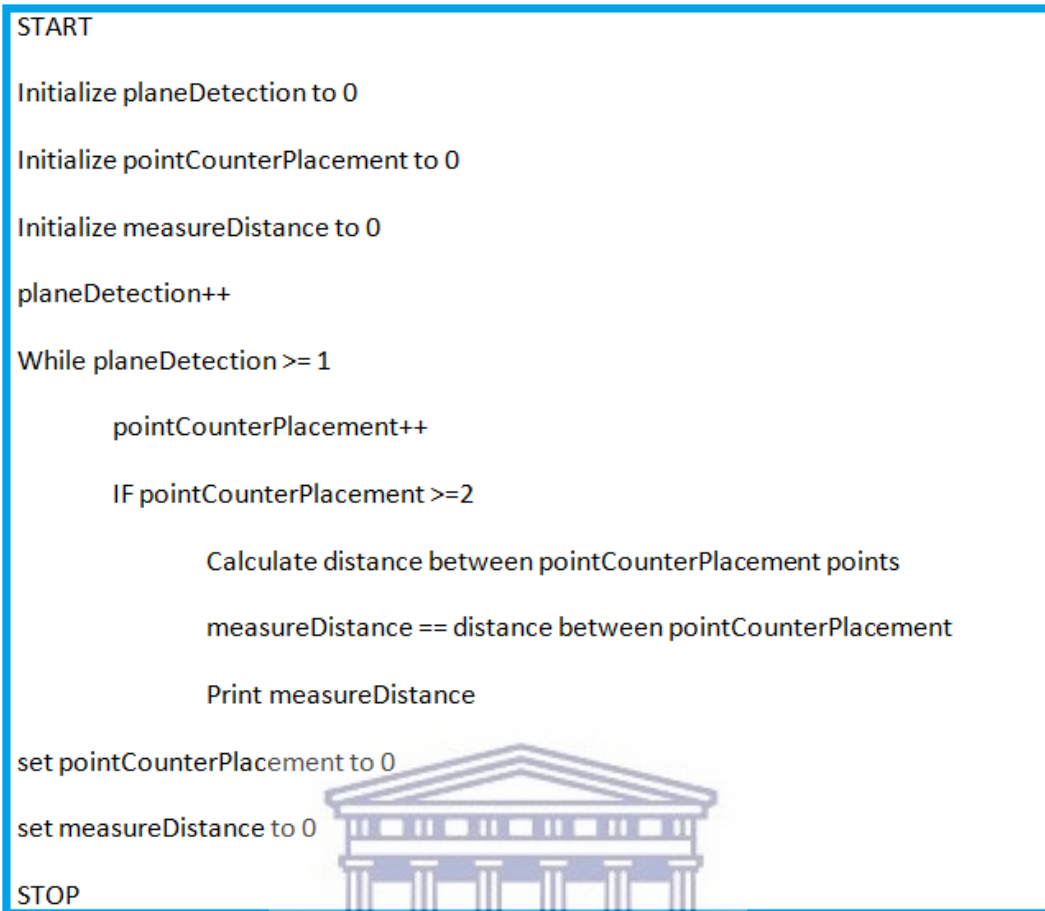 START
Initialize planeDetection to 0
Initialize pointCounterPlacement to 0
Initialize measureDistance to 0
planeDetection++
While planeDetection >= 1
pointCounterPlacement++
IF pointCounterPlacement >=2
Calculate distance between pointCounterPlacement points
measureDistance == distance between pointCounterPlacement
Print measureDistance
set pointCounterPlacement to 0
set measureDistance to 0
STOP